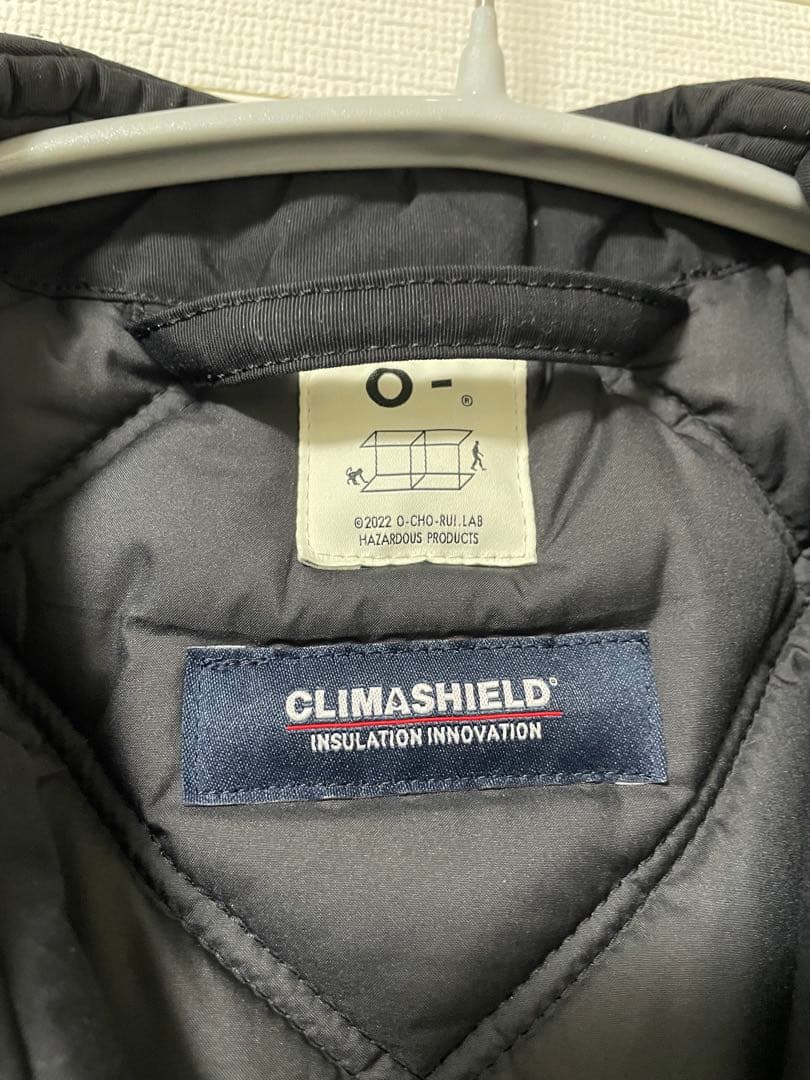 O - ®
©2022 O-CHO-RUI.LAB
HAZARDOUS PRODUCTS
CLIMASHIELD®
INSULATION INNOVATION